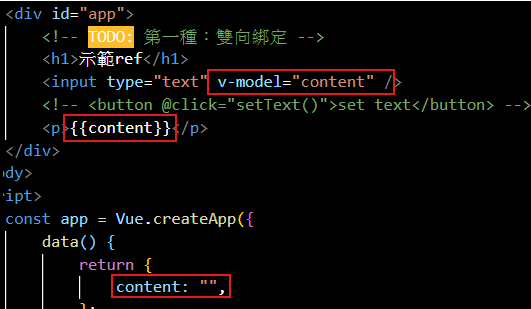 <div id="app">
<!-- TODO: 第一種：雙向綁定 -->
<h1>示範ref</h1>
<input type="text" v-model="content" />
<!-- <button @click="setText()">set text</button> -->
<p>{{content}}</p>
</div>
ody>
ript>
const app = Vue.createApp({
data() {
return {
content: "",
};